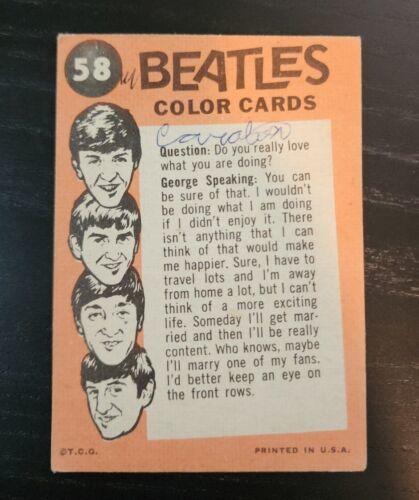 58
BEATLES
COLOR CARDS
Question: Do you really love
what you are doing?
George Speaking: You can
be sure of that. I wouldn't
be doing what I am doing
if I didn't enjoy it. There
isn't anything that I can
think of that would make
me happier. Sure, I have to
travel lots and I'm away
from home a lot, but I can't
think of a more exciting
life. Someday I'll get mar-
ried and then I'll be really
content. Who knows, maybe
I'll marry one of my fans.
I'd better keep an eye on
the front rows.
©T.C.G.
PRINTED IN U.S.A.